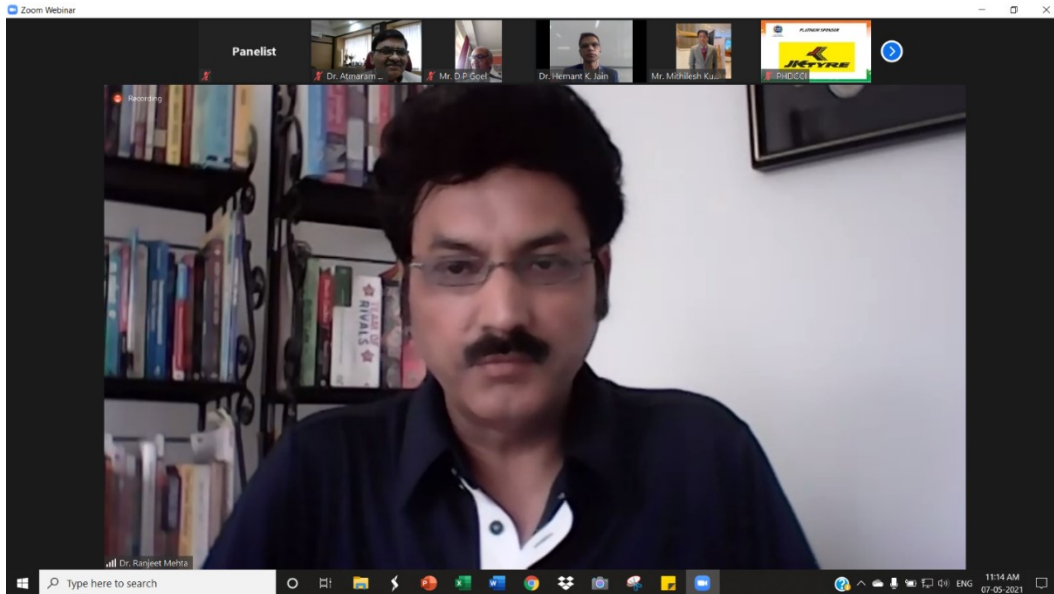 Zoom Webinar
Panelist
Dr. Atmaram ...
Mr. D P Goel
Dr. Hemant K. Jain
Mr. Mithilesh Ku...
PLATINUM SPONSOR
JKTYRE
PHDCCI
Recording
TEAM OF
RIVALS
Dr. Ranjeet Mehta
Type here to search
ENG
11:14 AM
07-05-2021